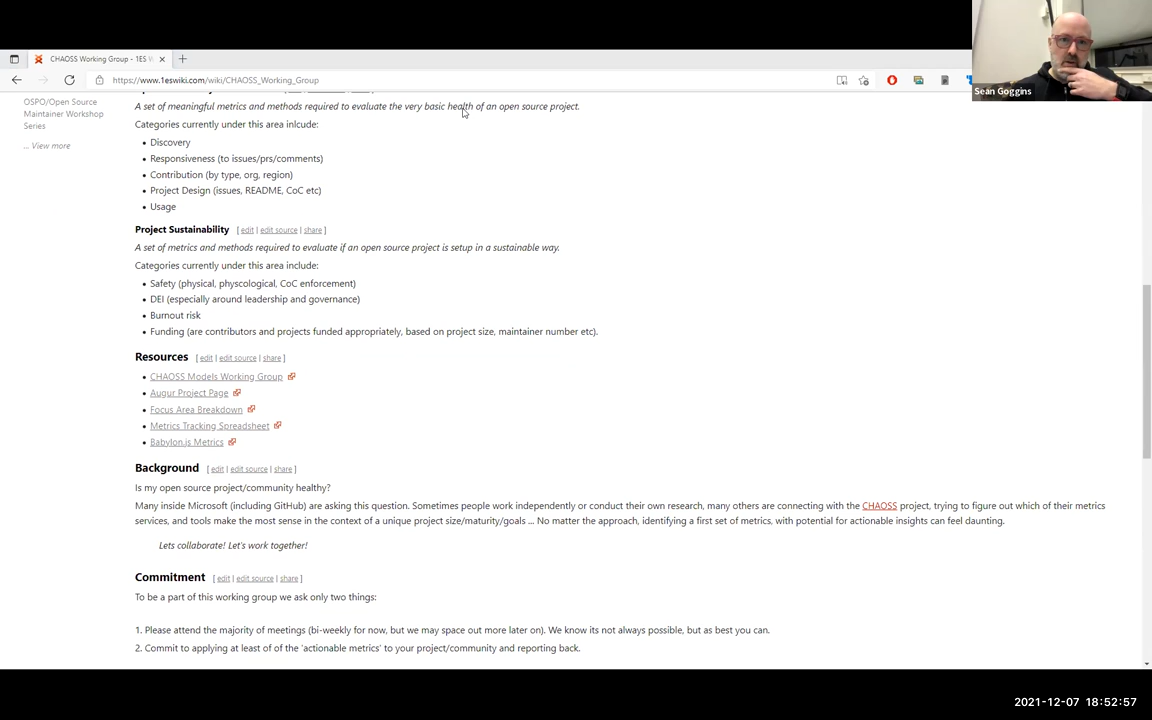 CHAOSS Working Group - 1ES W
https://www.1eswiki.com/wiki/CHAOSS_Working_Group
Sean Goggins
OSPO/Open Source
Maintainer Workshop
Series
... View more
A set of meaningful metrics and methods required to evaluate the very basic health of an open source project.
Categories currently under this area inlcude:
• Discovery
• Responsiveness (to issues/prs/comments)
• Contribution (by type, org, region)
• Project Design (issues, README, CoC etc)
• Usage
Project Sustainability [ edit | edit source | share ]
A set of metrics and methods required to evaluate if an open source project is setup in a sustainable way.
Categories currently under this area include:
• Safety (physical, physcological, CoC enforcement)
• DEI (especially around leadership and governance)
• Burnout risk
• Funding (are contributors and projects funded appropriately, based on project size, maintainer number etc).
Resources [ edit | edit source | share ]
• CHAOSS Models Working Group
• Augur Project Page
• Focus Area Breakdown
• Metrics Tracking Spreadsheet
• Babylon.js Metrics
Background [ edit | edit source | share ]
Is my open source project/community healthy?
Many inside Microsoft (including GitHub) are asking this question. Sometimes people work independently or conduct their own research, many others are connecting with the CHAOSS project, trying to figure out which of their metrics
services, and tools make the most sense in the context of a unique project size/maturity/goals ... No matter the approach, identifying a first set of metrics, with potential for actionable insights can feel daunting.
Lets collaborate! Let's work together!
Commitment [ edit | edit source | share ]
To be a part of this working group we ask only two things:
1. Please attend the majority of meetings (bi-weekly for now, but we may space out more later on). We know its not always possible, but as best you can.
2. Commit to applying at least of of the 'actionable metrics' to your project/community and reporting back.
2021-12-07 18:52:57